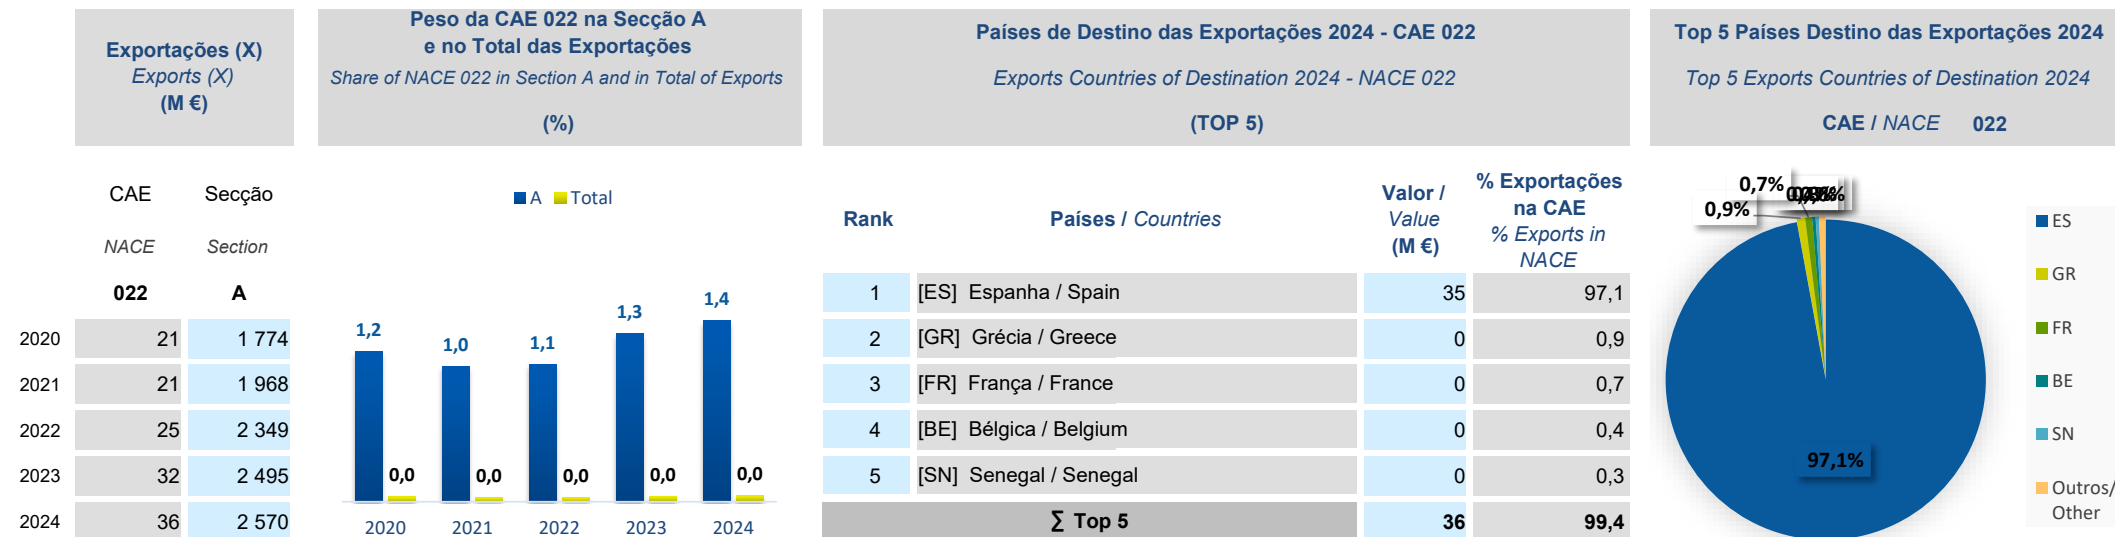 Exportações (X)
Exports (X)
(M €)
Peso da CAE 022 na Secção A
e no Total das Exportações
Share of NACE 022 in Section A and in Total of Exports
(%)
Países de Destino das Exportações 2024 - CAE 022
Exports Countries of Destination 2024 - NACE 022
(TOP 5)
Top 5 Países Destino das Exportações 2024
Top 5 Exports Countries of Destination 2024
CAE / NACE 022
CAE Secção
NACE Section
022 A
2020 21 1 774
2021 21 1 968
2022 25 2 349
2023 32 2 495
2024 36 2 570
A Total
1,2 1,0 1,1 1,3 1,4
0,0 0,0 0,0 0,0 0,0
2020 2021 2022 2023 2024
Rank
Países / Countries
Valor /
Value
(M €)
% Exportações
na CAE
% Exports in
NACE
1 [ES] Espanha / Spain 35 97,1
2 [GR] Grécia / Greece 0 0,9
3 [FR] França / France 0 0,7
4 [BE] Bélgica / Belgium 0 0,4
5 [SN] Senegal / Senegal 0 0,3
∑ Top 5 36 99,4
0,7%
0,9%
97,1%
ES
GR
FR
BE
SN
Outros/
Other